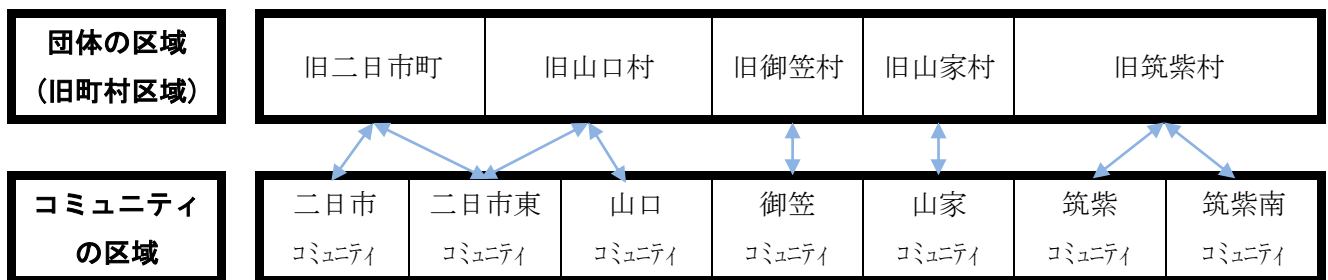 団体の区域
(旧町村区域)
旧二日市町
旧山口村
旧御笠村
旧山家村
旧筑紫村
コミュニティ
の区域
二日市
コミュニティ
二日市東
コミュニティ
山口
コミュニティ
御笠
コミュニティ
山家
コミュニティ
筑紫
コミュニティ
筑紫南
コミュニティ